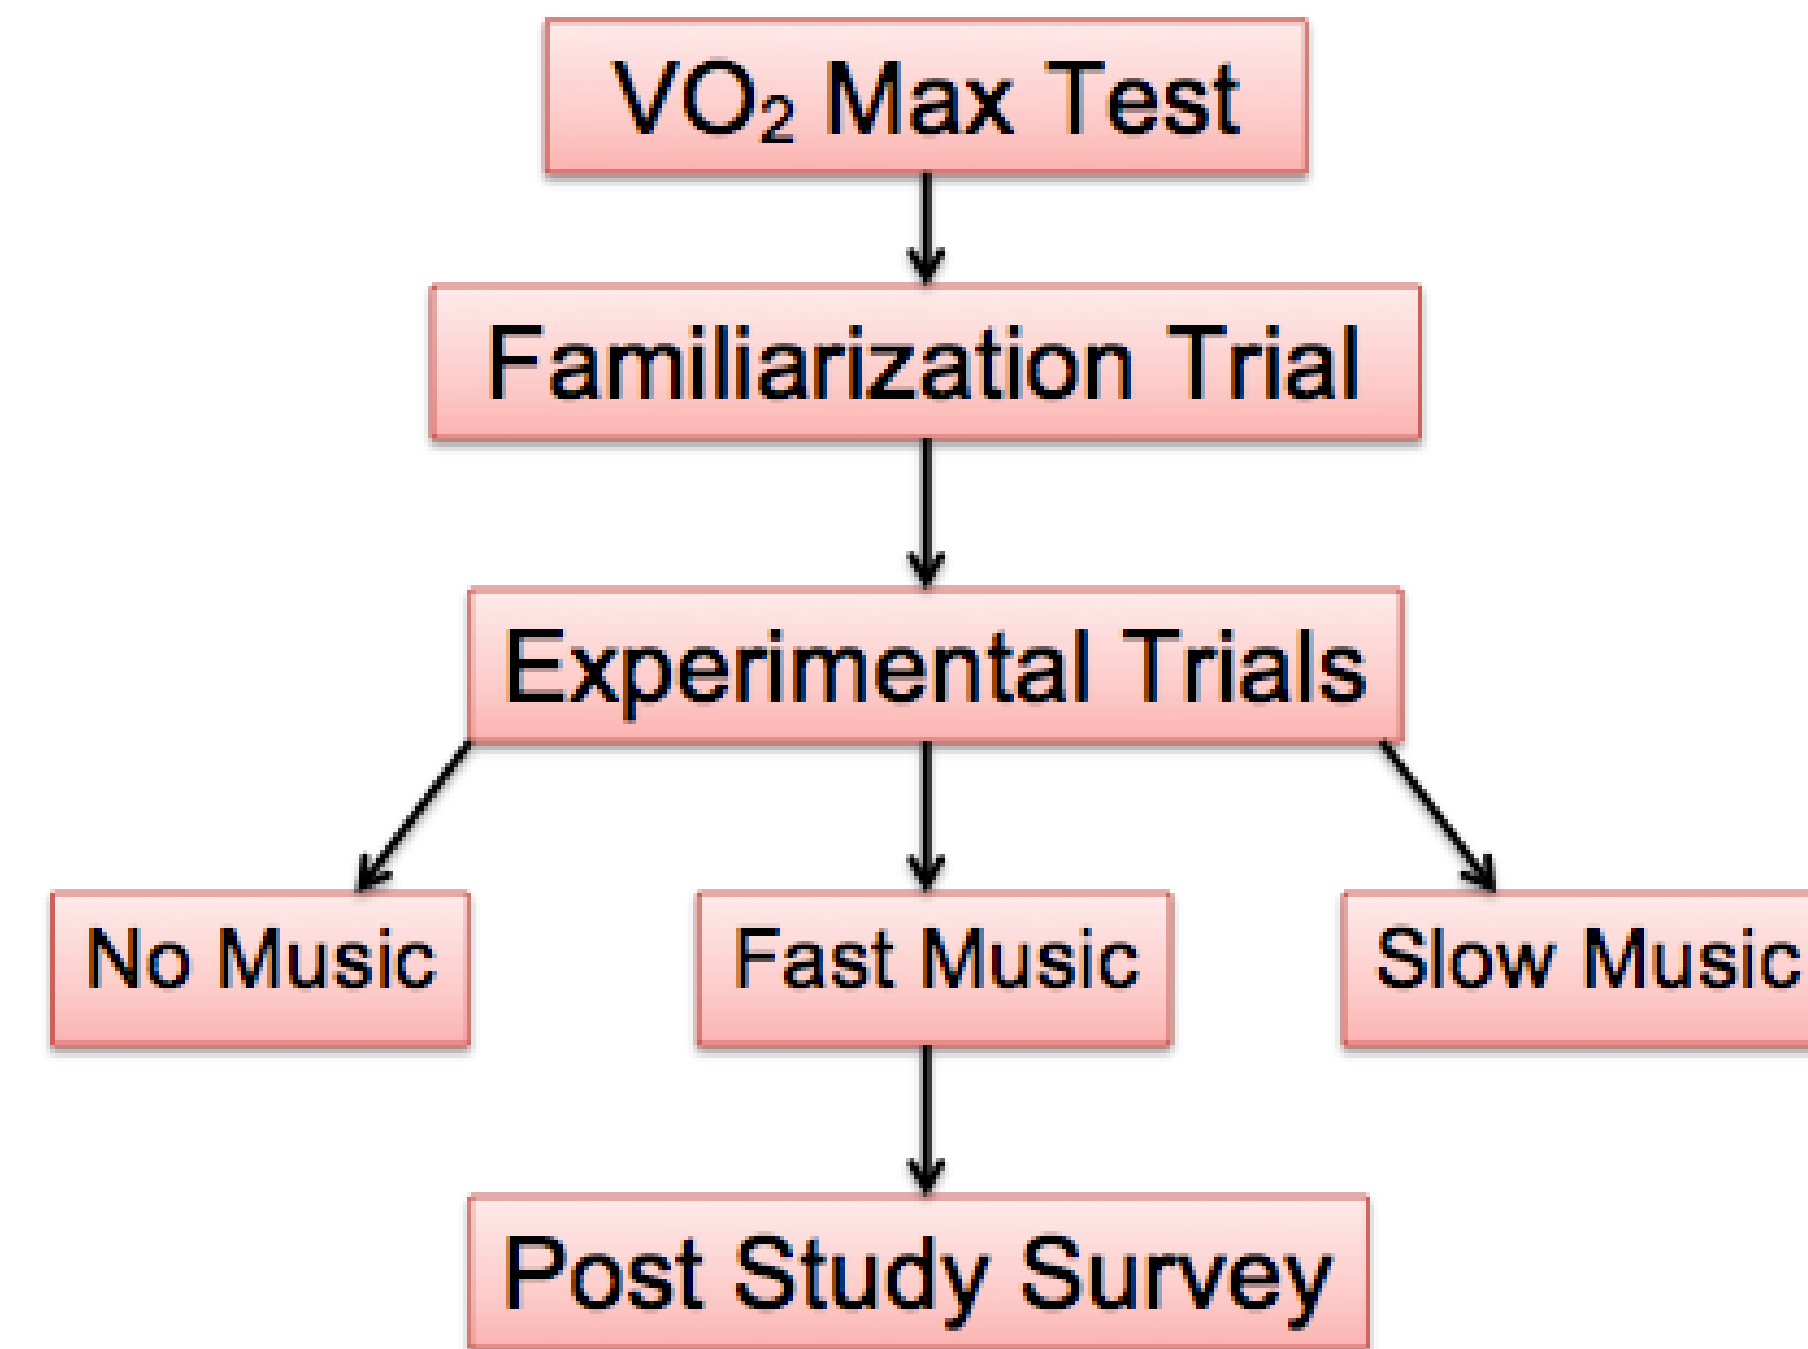 VO₂ Max Test
Familiarization Trial
Experimental Trials
No Music
Fast Music
Slow Music
Post Study Survey